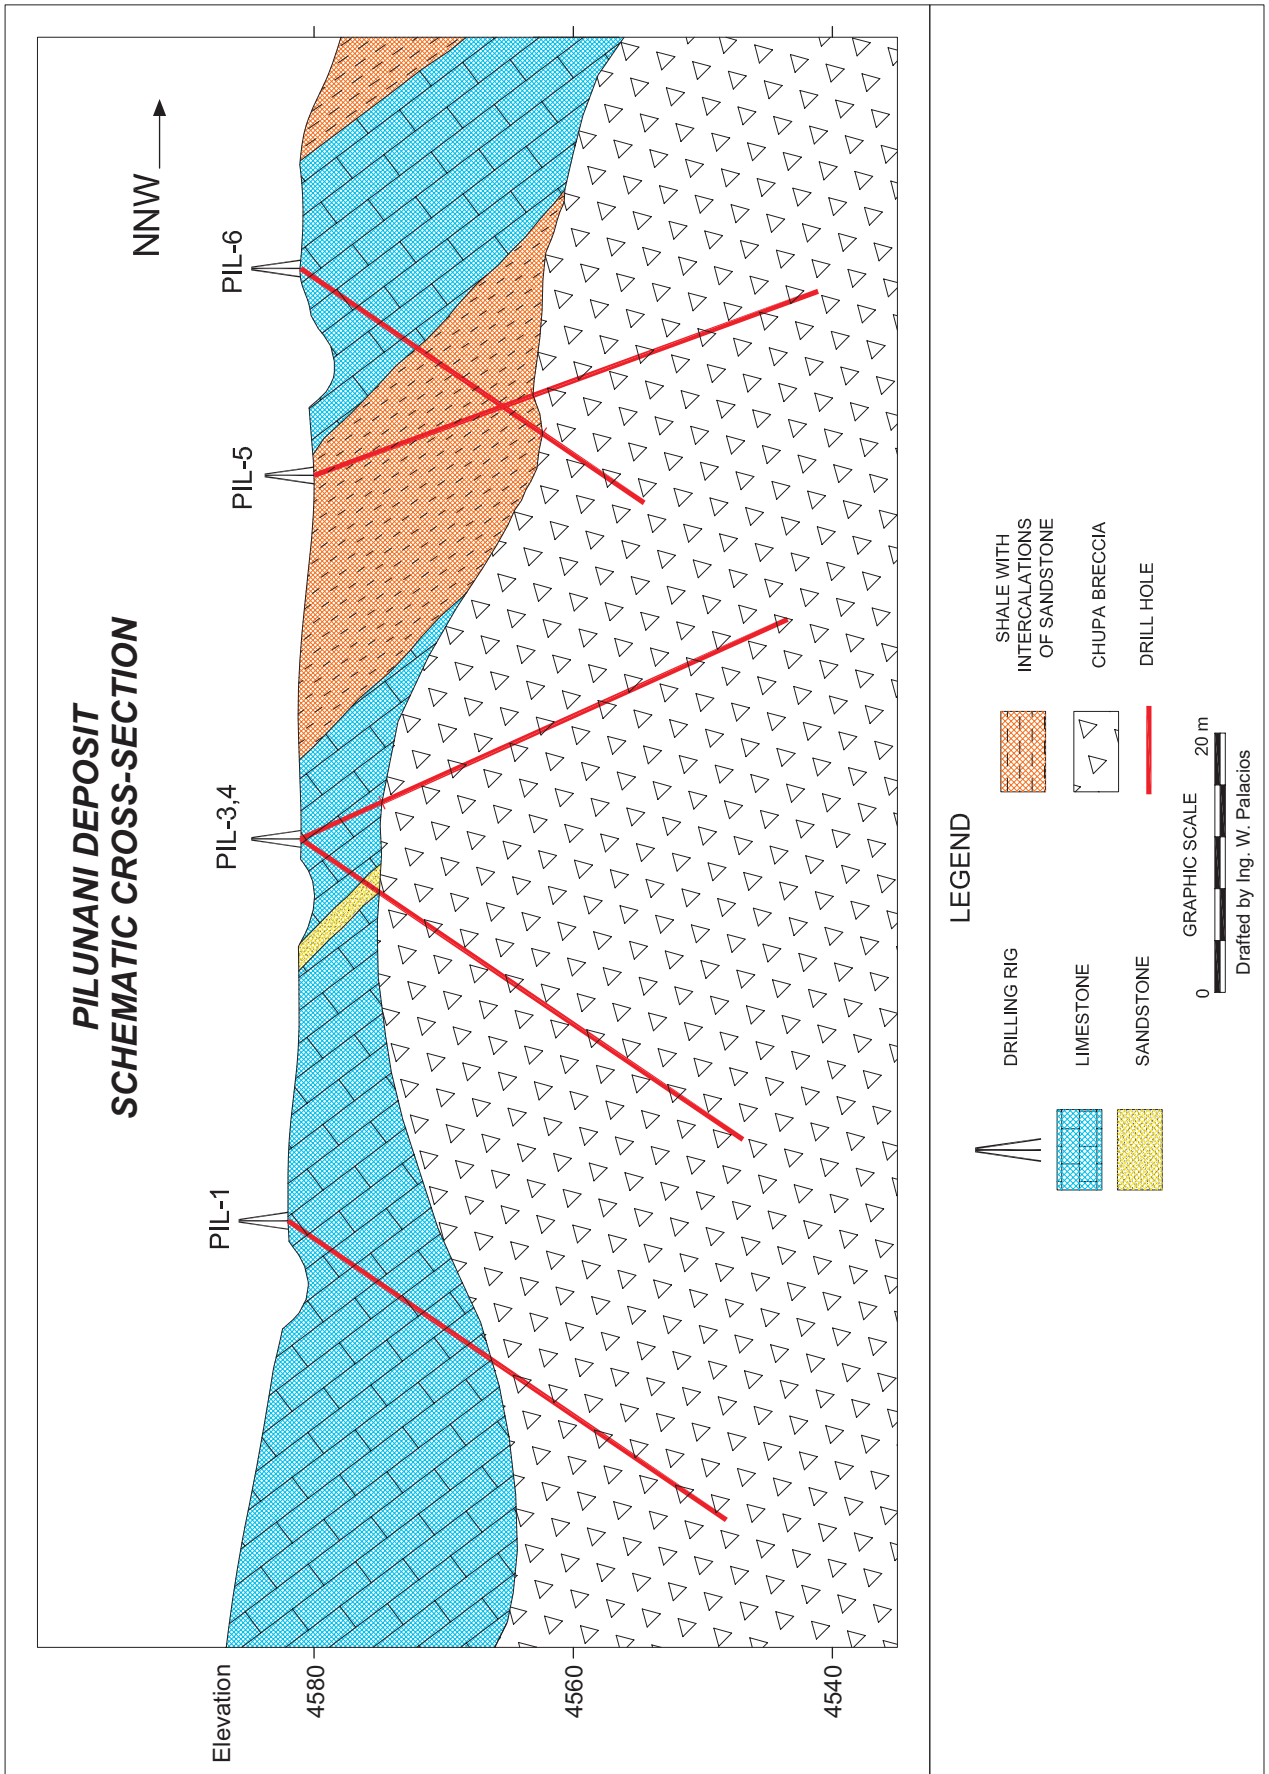 PILUNANI DEPOSIT
SCHEMATIC CROSS-SECTION
NNW
Elevation
4580
4560
4540
PIL-1
PIL-3,4
PIL-5
PIL-6
LEGEND
DRILLING RIG
LIMESTONE
SANDSTONE
SHALE WITH
INTERCALATIONS
OF SANDSTONE
CHUPA BRECCIA
DRILL HOLE
GRAPHIC SCALE
0
20 m
Drafted by Ing. W. Palacios